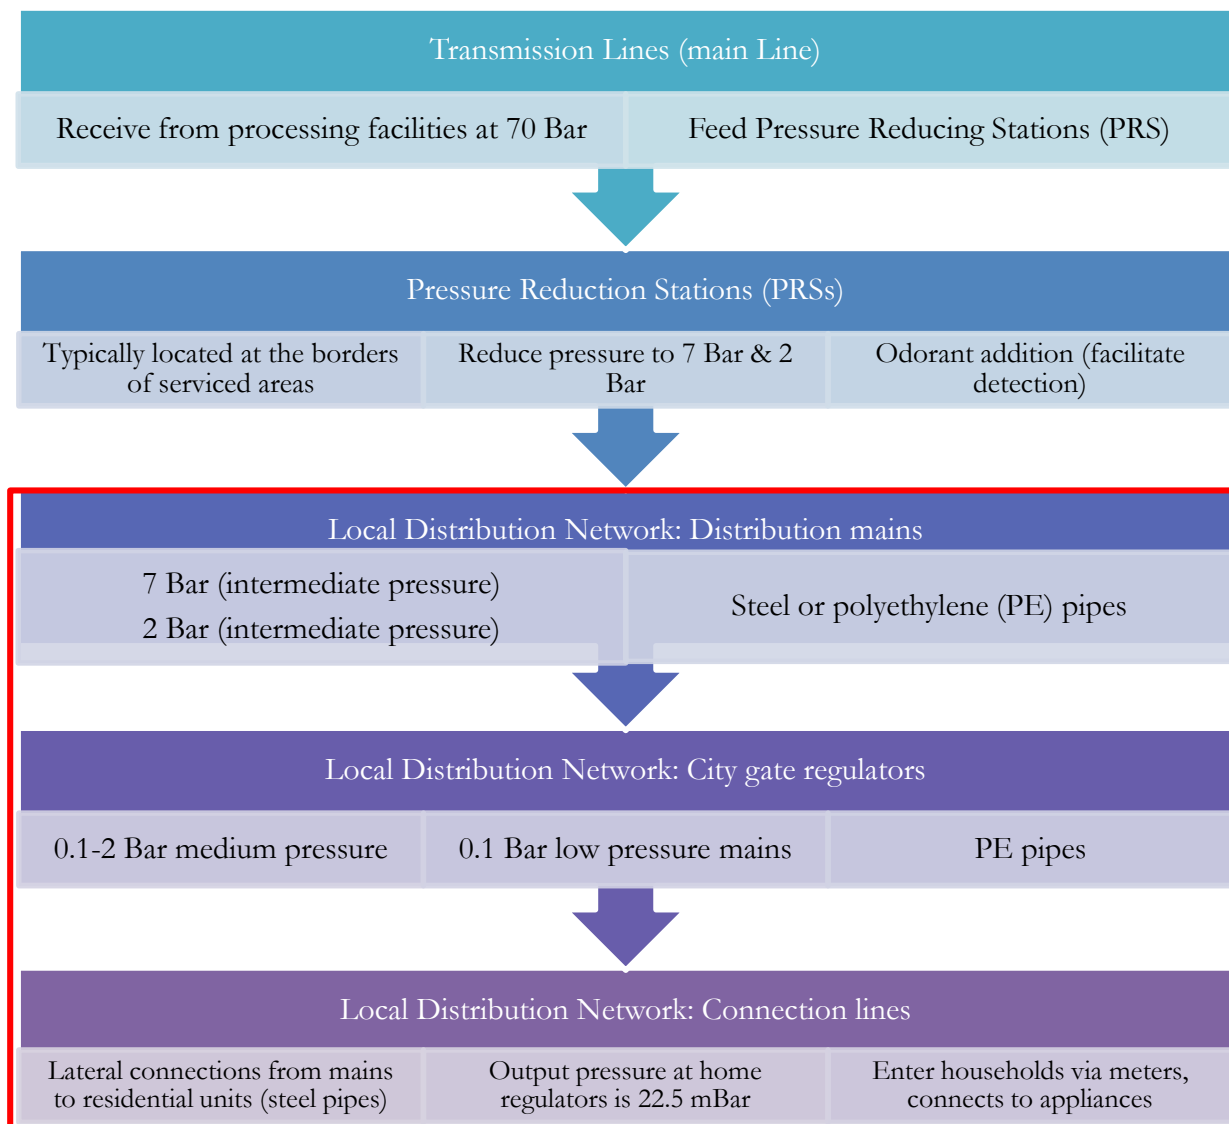 Transmission Lines (main Line)
Receive from processing facilities at 70 Bar
Feed Pressure Reducing Stations (PRS)
Pressure Reduction Stations (PRSs)
Typically located at the borders
of serviced areas
Reduce pressure to 7 Bar & 2
Bar
Odorant addition (facilitate
detection)
Local Distribution Network: Distribution mains
7 Bar (intermediate pressure)
2 Bar (intermediate pressure)
Steel or polyethylene (PE) pipes
Local Distribution Network: City gate regulators
0.1-2 Bar medium pressure
0.1 Bar low pressure mains
PE pipes
Local Distribution Network: Connection lines
Lateral connections from mains
to residential units (steel pipes)
Output pressure at home
regulators is 22.5 mBar
Enter households via meters,
connects to appliances